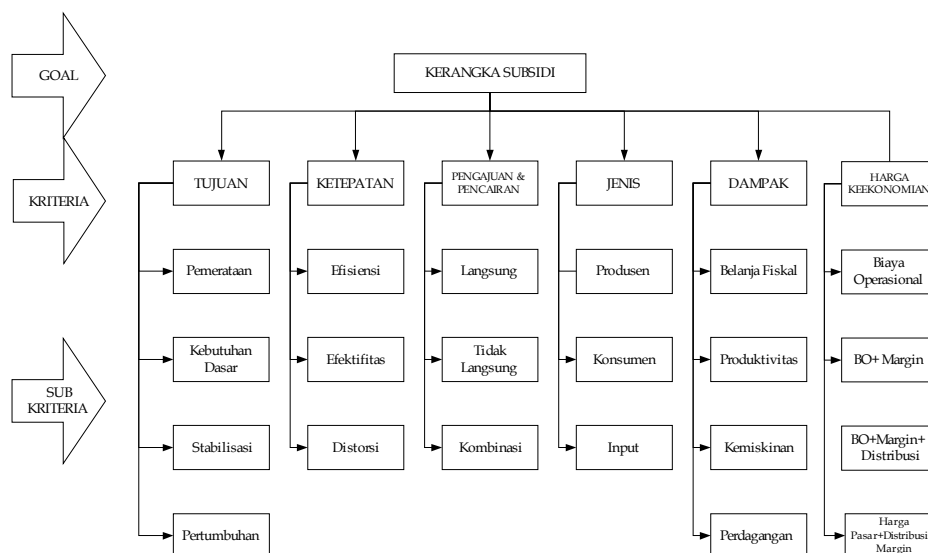 GOAL
KERANGKA SUBSIDI
KRITERIA
TUJUAN
KETEPATAN
PENGAJUAN &
PENCAIRAN
JENIS
DAMPAK
HARGA
KEEKONOMIAN
Pemerataan
Efisiensi
Langsung
Produsen
Belanja Fiskal
Biaya
Operasional
SUB
KRITERIA
Kebutuhan
Dasar
Efektifitas
Tidak
Langsung
Konsumen
Produktivitas
BO+ Margin
Stabilisasi
Distorsi
Kombinasi
Input
Kemiskinan
BO+Margin+
Distribusi
Pertumbuhan
Perdagangan
Harga
Pasar+Distribusi
Margin